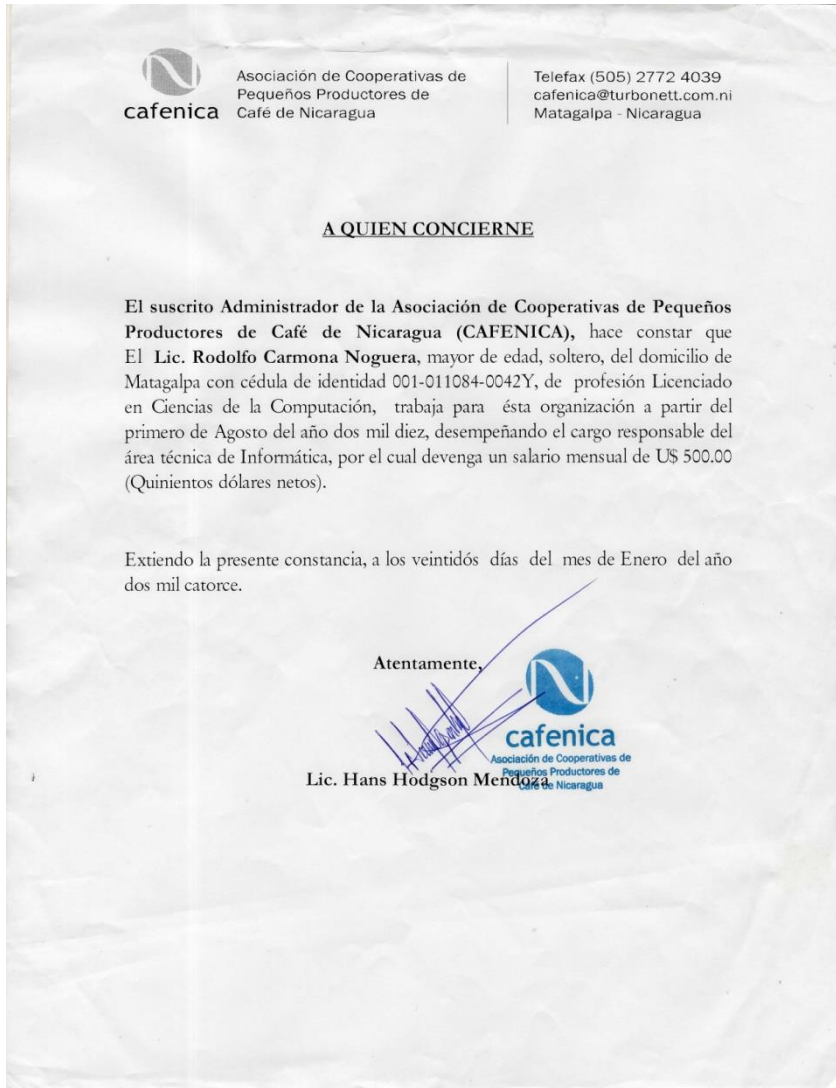 cafenica
Asociación de Cooperativas de
Pequeños Productores de
Café de Nicaragua
Telefax (505) 2772 4039
cafenica@turbonett.com.ni
Matagalpa - Nicaragua
A QUIEN CONCIERNE
El suscrito Administrador de la Asociación de Cooperativas de Pequeños
Productores de Café de Nicaragua (CAFENICA), hace constar que
El Lic. Rodolfo Carmona Noguera, mayor de edad, soltero, del domicilio de
Matagalpa con cédula de identidad 001-011084-0042Y, de profesión Licenciado
en Ciencias de la Computación, trabaja para ésta organización a partir del
primero de Agosto del año dos mil diez, desempeñando el cargo responsable del
área técnica de Informática, por el cual devenga un salario mensual de U$ 500.00
(Quinientos dólares netos).
Extiendo la presente constancia, a los veintidós días del mes de Enero del año
dos mil catorce.
Atentamente,
cafenica
Asociación de Cooperativas de
Pequeños Productores de
Café de Nicaragua
Lic. Hans Hodgson Mendoza